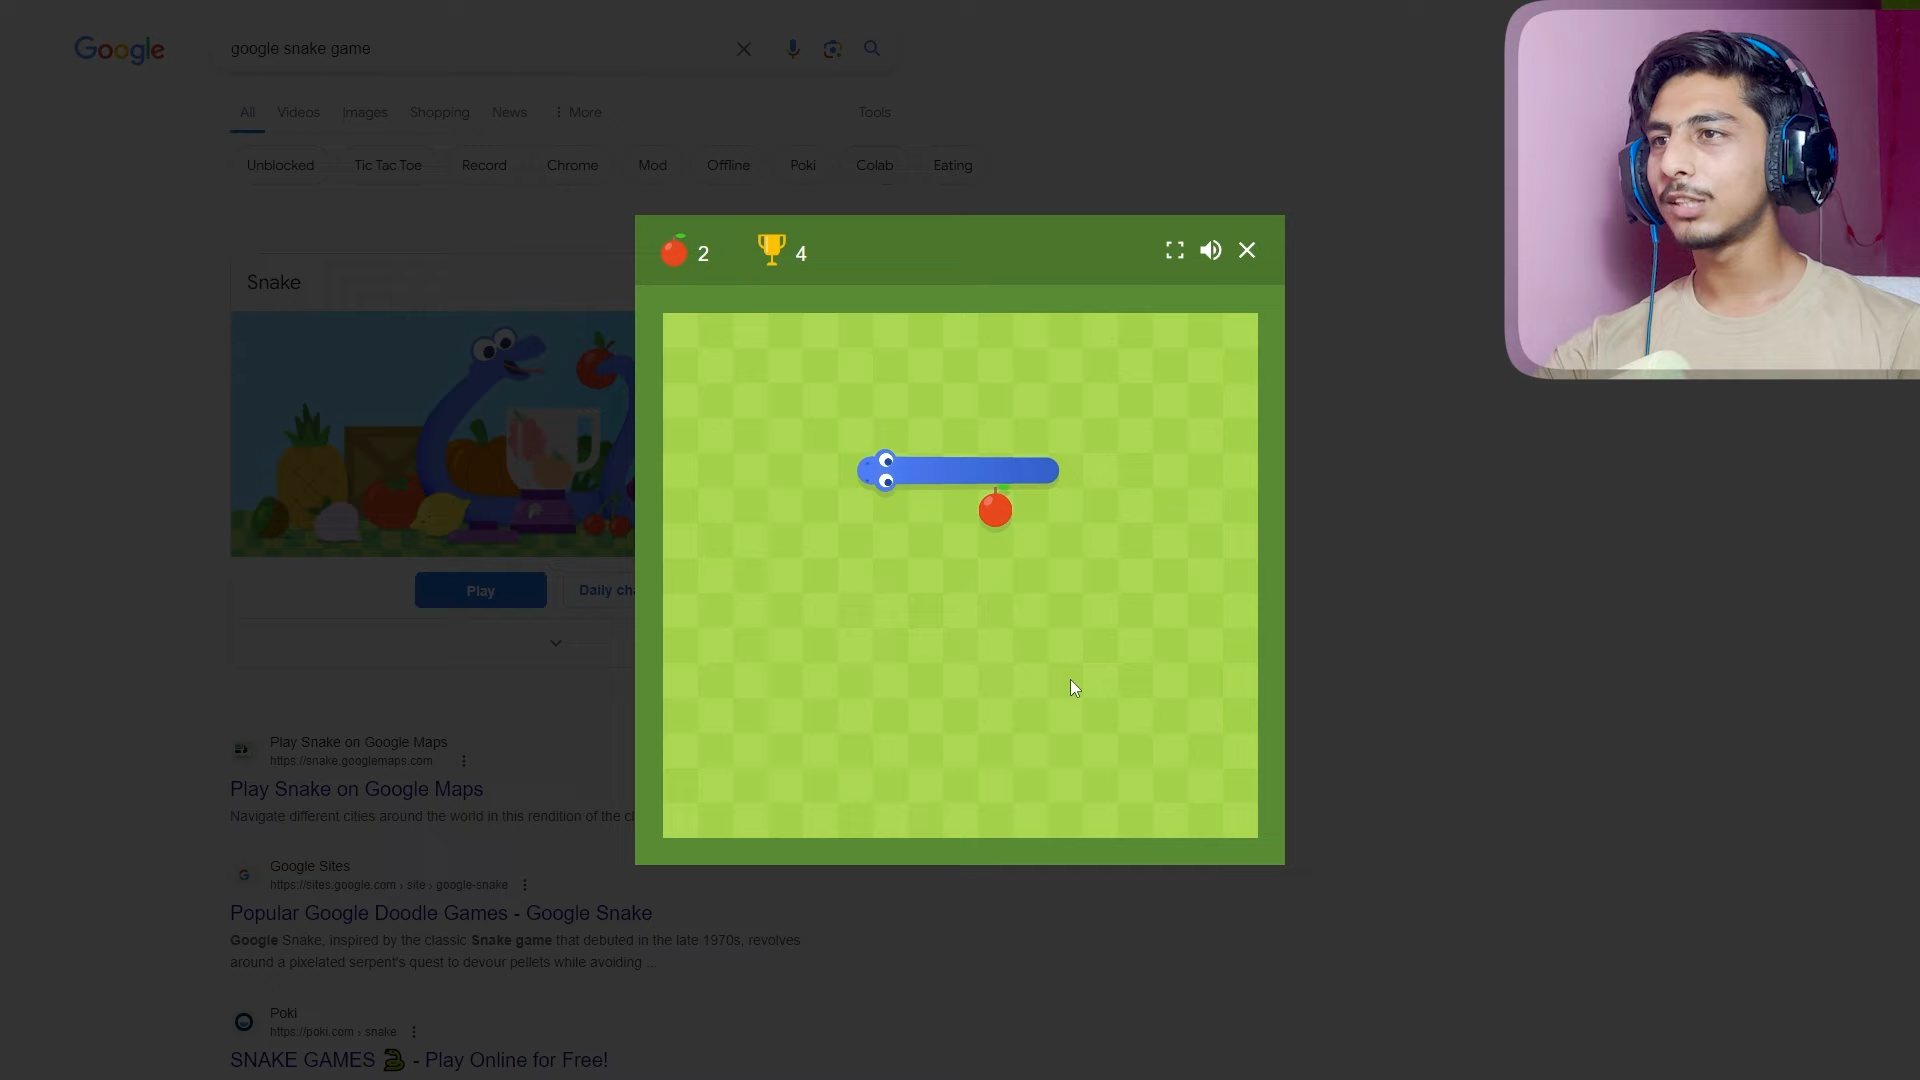 Google
google snake game
All Videos Images Shopping News More Tools
Unblocked Tic Tac Toe Record Chrome Mod Offline Poki Colab Eating
2 4
Snake
Play Daily cha
Play Snake on Google Maps
https://snake.googlemaps.com
Play Snake on Google Maps
Navigate different cities around the world in this rendition of the cl
Google Sites
https://sites.google.com › site › google-snake
Popular Google Doodle Games - Google Snake
Google Snake, inspired by the classic Snake game that debuted in the late 1970s, revolves
around a pixelated serpent's quest to devour pellets while avoiding ...
Poki
https://poki.com › snake
SNAKE GAMES 🐍 - Play Online for Free!